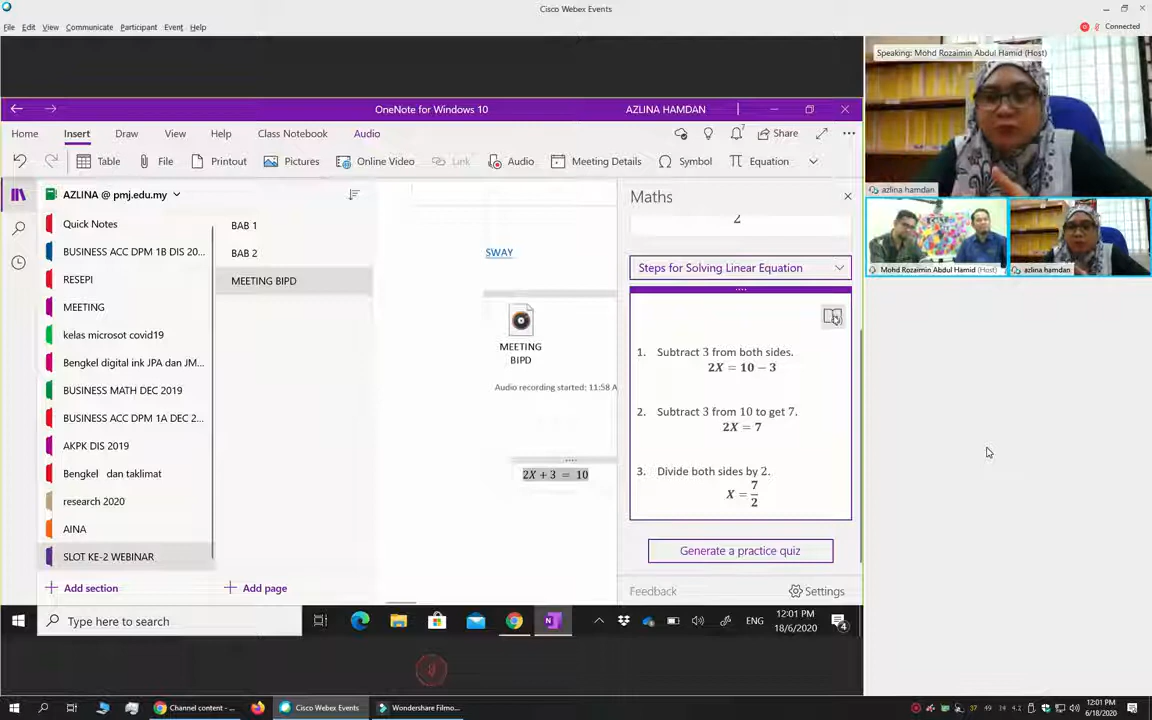 Cisco Webex Events
File Edit View Communicate Participant Event Help
Connected
Speaking: Mohd Rozaimin Abdul Hamid (Host)
OneNote for Windows 10
AZLINA HAMDAN
Home Insert Draw View Help Class Notebook Audio
7
Share
Table File Printout Pictures Online Video Link Audio Meeting Details Symbol Equation
azlina hamdan
Mohd Rozaimin Abdul Hamid (Host)
azlina hamdan
AZLINA @ pmj.edu.my
Quick Notes
BUSINESS ACC DPM 1B DIS 20...
RESEPI
MEETING
kelas microsot covid19
Bengkel digital ink JPA dan JM...
BUSINESS MATH DEC 2019
BUSINESS ACC DPM 1A DEC 2...
AKPK DIS 2019
Bengkel dan taklimat
research 2020
AINA
SLOT KE-2 WEBINAR
Add section
BAB 1
BAB 2
MEETING BIPD
Add page
SWAY
MEETING
BIPD
Audio recording started: 11:58 A
2X + 3 = 10
Maths
2
Steps for Solving Linear Equation
1. Subtract 3 from both sides.
2X = 10 − 3
2. Subtract 3 from 10 to get 7.
2X = 7
3. Divide both sides by 2.
X = 7/2
Generate a practice quiz
Feedback
Settings
Type here to search
ENG
12:01 PM
18/6/2020
4
Channel content - ...
Cisco Webex Events
Wondershare Filmo...
12:01 PM
6/18/2020